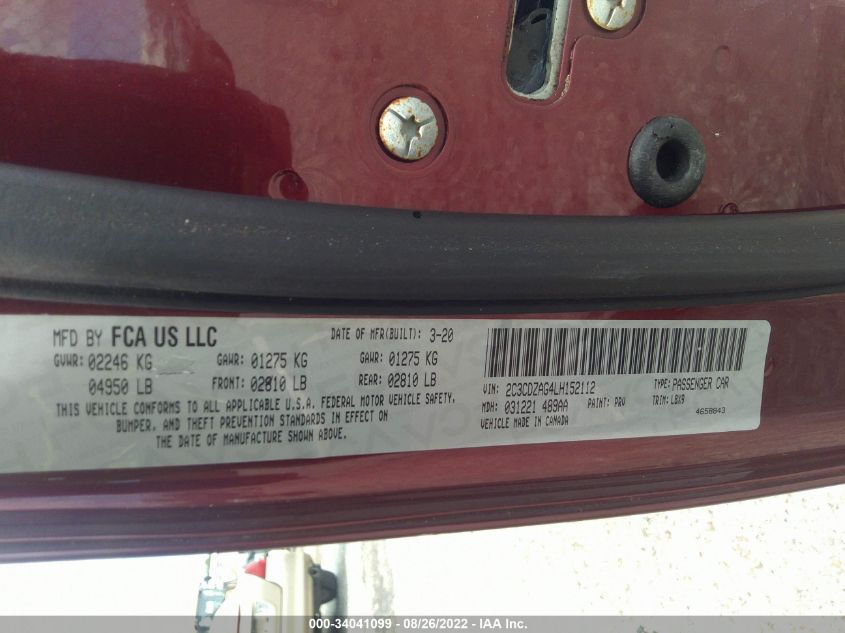 MFD BY FCA US LLC DATE OF MFR(BUILT): 3-20
GVWR: 02246 KG GAWR: 01275 KG GAWR: 01275 KG
04950 LB FRONT: 02810 LB REAR: 02810 LB
THIS VEHICLE CONFORMS TO ALL APPLICABLE U.S.A. FEDERAL MOTOR VEHICLE SAFETY,
BUMPER, AND THEFT PREVENTION STANDARDS IN EFFECT ON
THE DATE OF MANUFACTURE SHOWN ABOVE.
VIN: 2C3CDZAG4LH152112 TYPE: PASSENGER CAR
MDH: 031221 489AA PAINT: PRV TRIM: LBX9
VEHICLE MADE IN CANADA 4658843
000-34041099 - 08/26/2022 - IAA Inc.